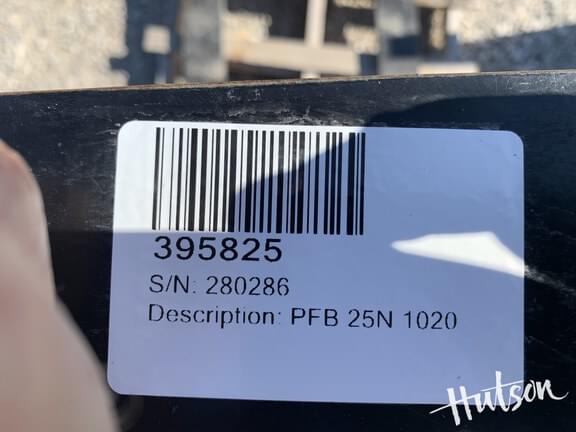 395825
S/N: 280286
Description: PFB 25N 1020
Hutson